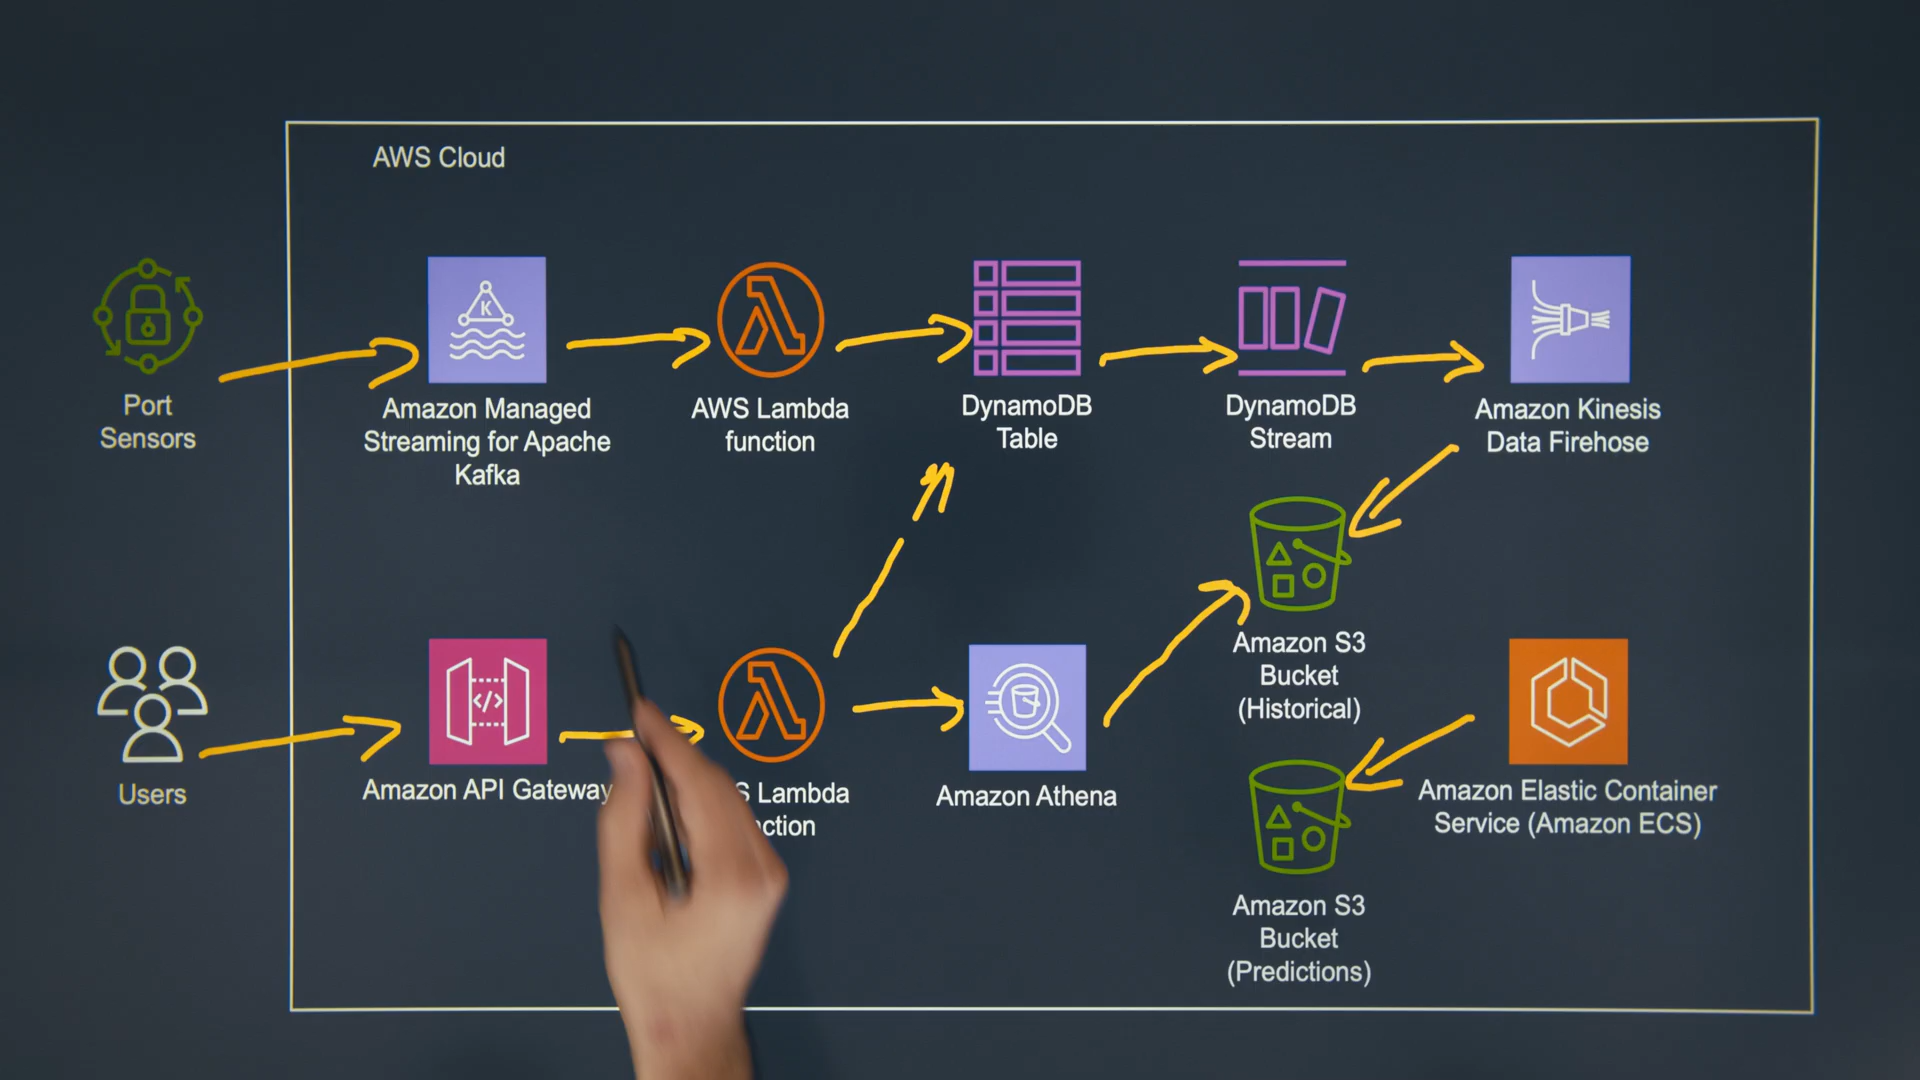 AWS Cloud
Port
Sensors
K
Amazon Managed
Streaming for Apache
Kafka
AWS Lambda
function
DynamoDB
Table
DynamoDB
Stream
Amazon Kinesis
Data Firehose
Users
</>
Amazon API Gateway
Lambda
Amazon Athena
Amazon S3
Bucket
(Historical)
Amazon S3
Bucket
(Predictions)
Amazon Elastic Container
Service (Amazon ECS)